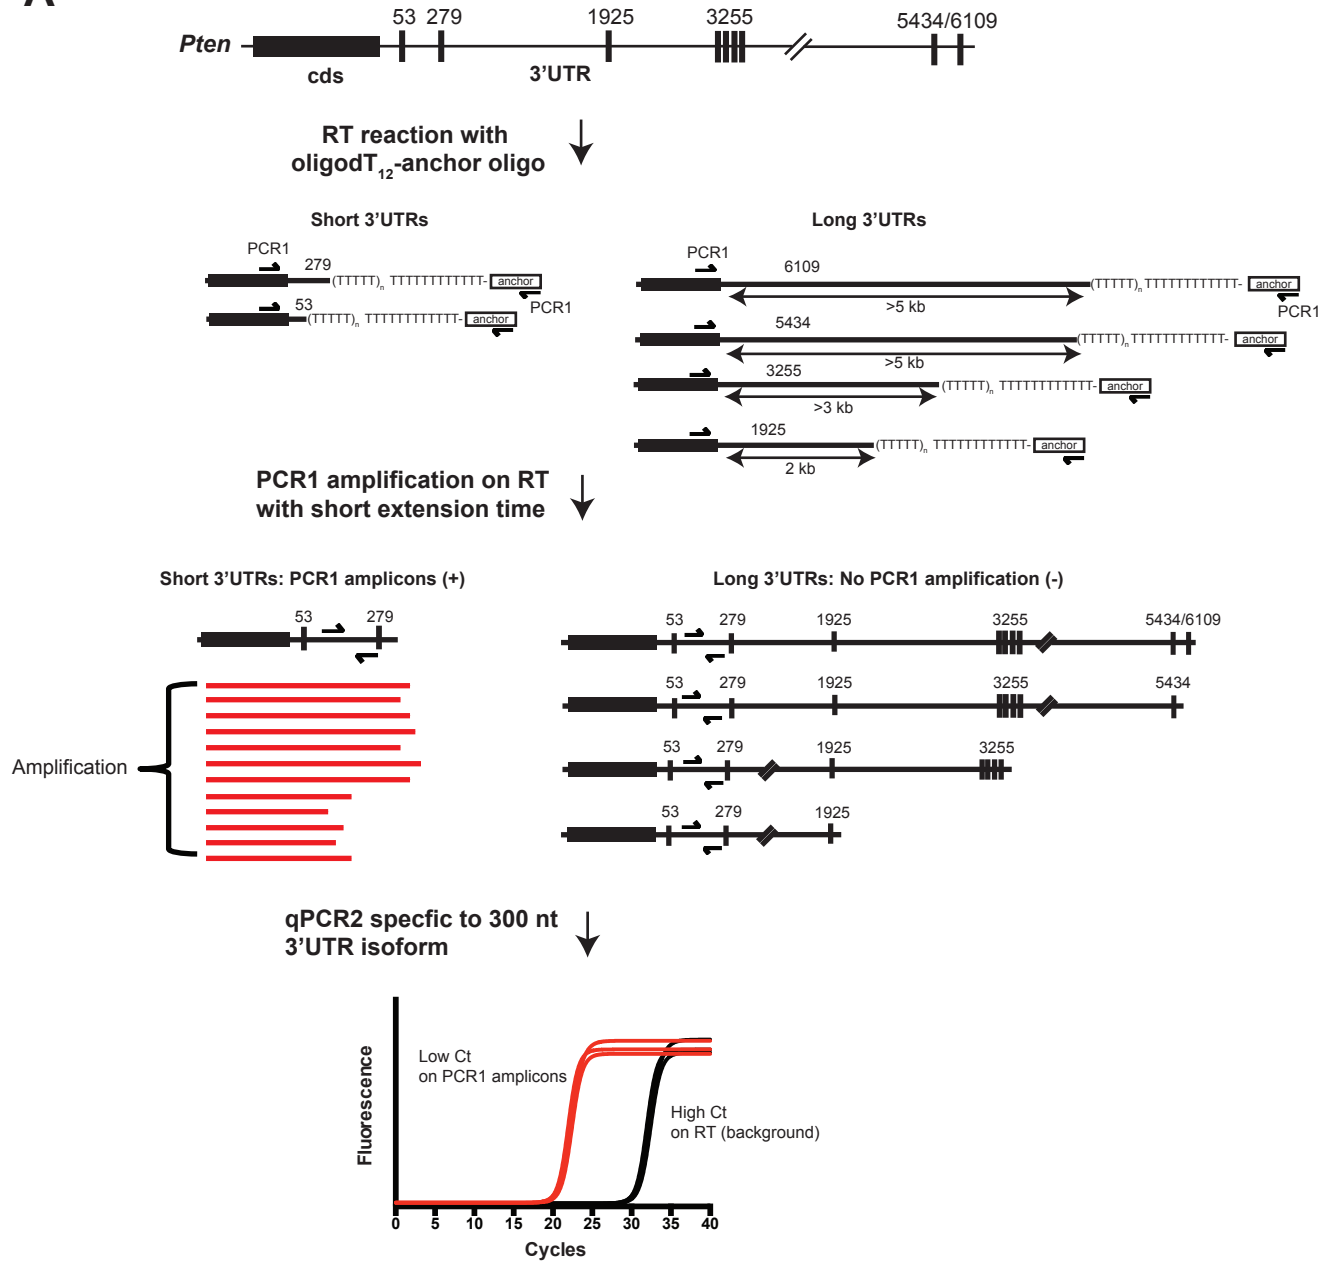 A
53 279 1925 3255 5434/6109
Pten
cds
3'UTR
RT reaction with
oligodT12-anchor oligo
Short 3'UTRs
PCR1
279
(TTTTT)n TTTTTTTTTTTT- anchor
53
PCR1
(TTTTT)n TTTTTTTTTTTT- anchor
Long 3'UTRs
PCR1
6109
(TTTTT)n TTTTTTTTTTTT- anchor
>5 kb
PCR1
5434
(TTTTT)n TTTTTTTTTTTT- anchor
>5 kb
3255
(TTTTT)n TTTTTTTTTTTT- anchor
>3 kb
1925
(TTTTT)n TTTTTTTTTTTT- anchor
2 kb
PCR1 amplification on RT
with short extension time
Short 3'UTRs: PCR1 amplicons (+)
53 279
Amplification
Long 3'UTRs: No PCR1 amplification (-)
53 279 1925 3255 5434/6109
53 279 1925 3255 5434
53 279 1925 3255
53 279 1925
qPCR2 specfic to 300 nt
3'UTR isoform
Fluorescence
Low Ct
on PCR1 amplicons
High Ct
on RT (background)
0 5 10 15 20 25 30 35 40
Cycles